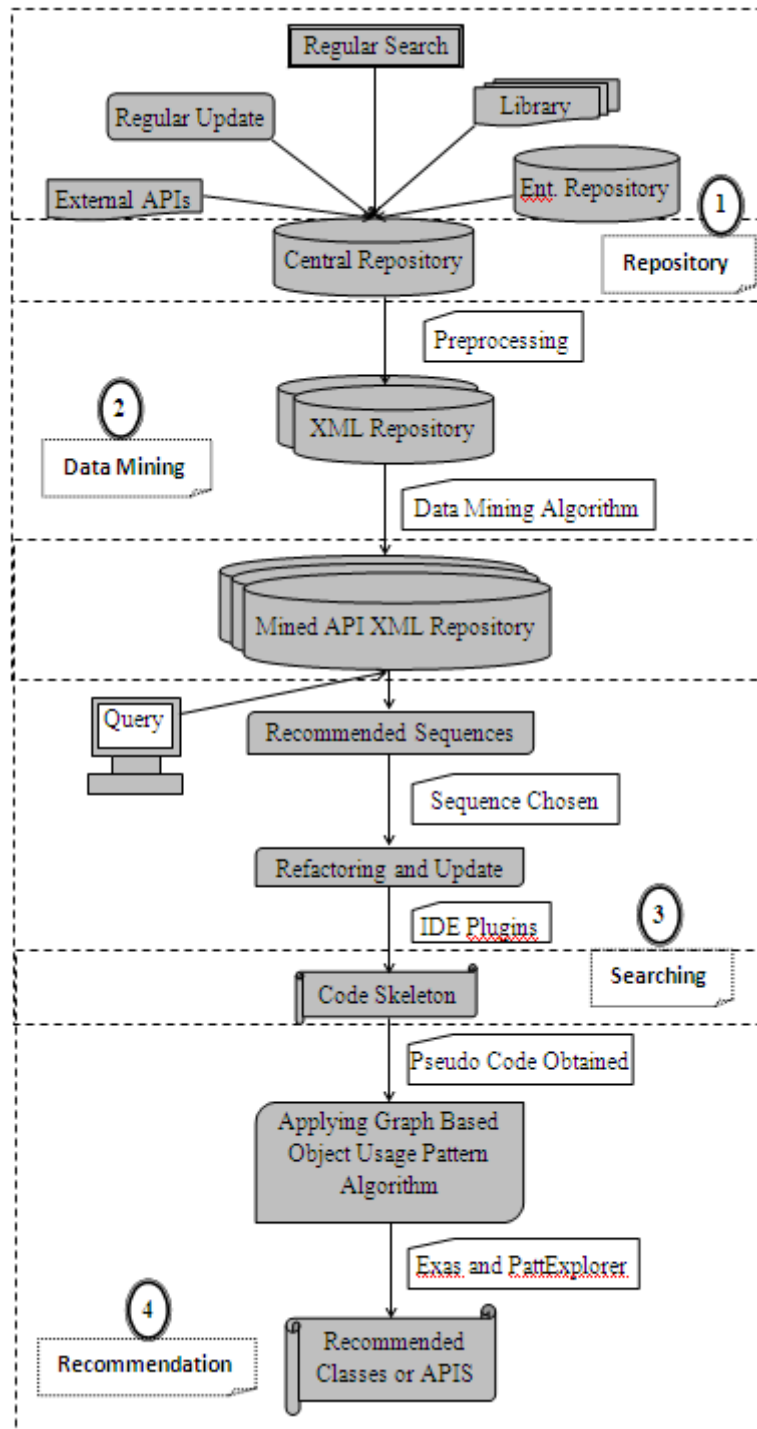 Regular Search
Regular Update
Library
External APIs
Ent. Repository
1
Central Repository
Repository
Preprocessing
2
XML Repository
Data Mining
Data Mining Algorithm
Mined API XML Repository
Query
Recommended Sequences
Sequence Chosen
Refactoring and Update
IDE Plugins
3
Searching
Code Skeleton
Pseudo Code Obtained
Applying Graph Based
Object Usage Pattern
Algorithm
Exas and PattExplorer
4
Recommendation
Recommended
Classes or APIS